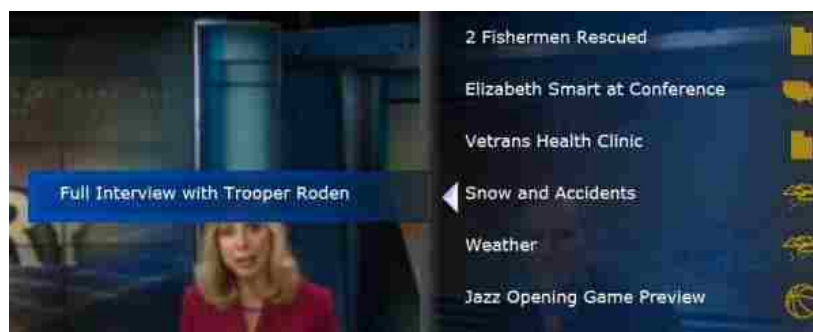 2 Fishermen Rescued
Elizabeth Smart at Conference
Vetrans Health Clinic
Full Interview with Trooper Roden
Snow and Accidents
Weather
Jazz Opening Game Preview